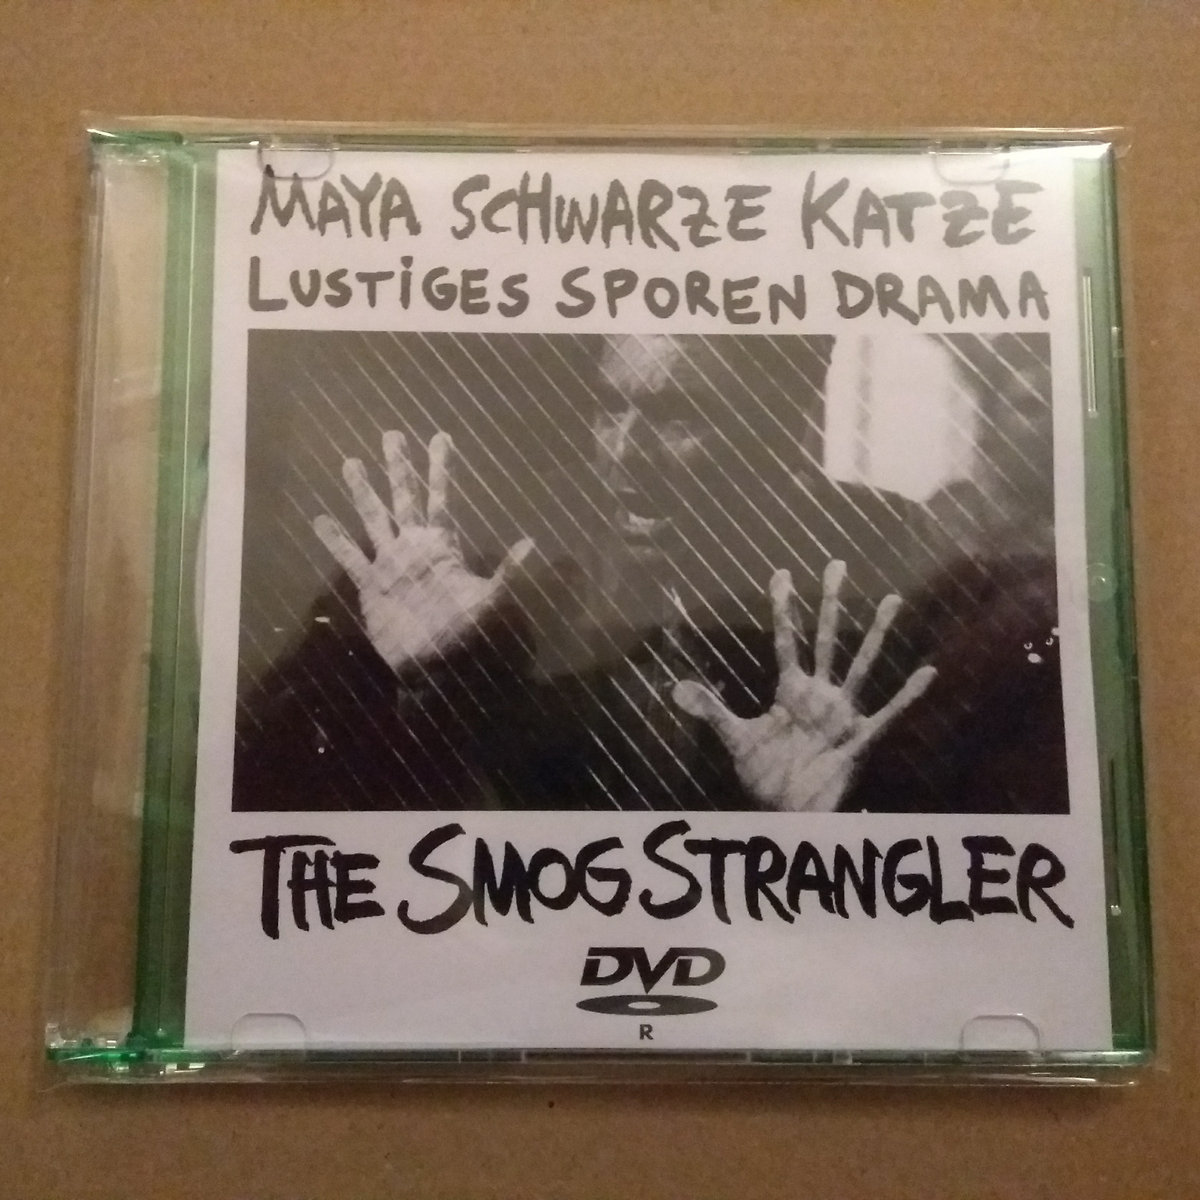 MAYA SCHWARZE KATZE
LUSTiGES SPOREN DRAMA
THE SMOG STRANGLER
DVD
R